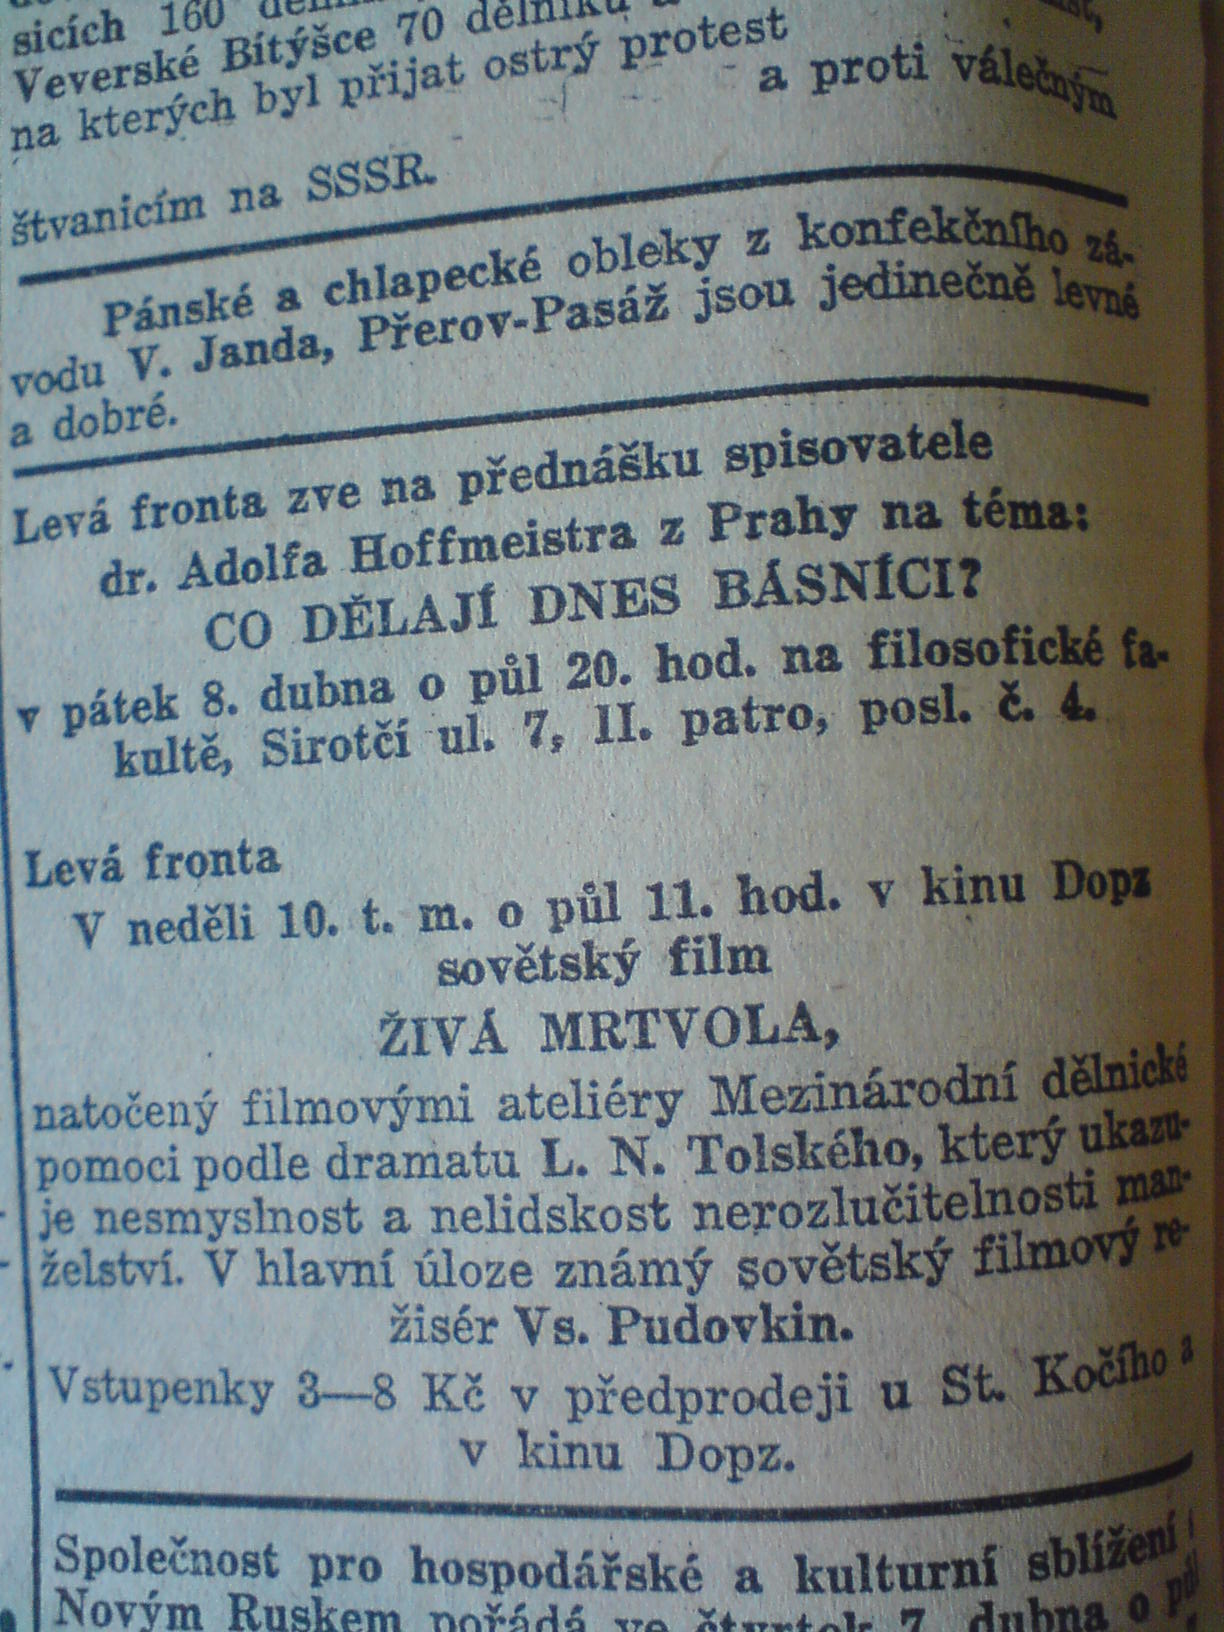 sicích 160
Veverské Bítýšce 70 dělníků
na kterých byl přijat ostrý protest
a proti válečným
štvanicím na SSSR.
Pánské a chlapecké obleky z konfekčního zá-
vodu V. Janda, Přerov-Pasáž jsou jedinečně levné
a dobré.
Levá fronta zve na přednášku spisovatele
dr. Adolfa Hoffmeistra z Prahy na téma:
CO DĚLAJÍ DNES BÁSNÍCI?
v pátek 8. dubna o půl 20. hod. na filosofické fa-
kultě, Sirotčí ul. 7, II. patro, posl. č. 4.
Levá fronta
V neděli 10. t. m. o půl 11. hod. v kinu Dopz
sovětský film
ŽIVÁ MRTVOLA,
natočený filmovými ateliéry Mezinárodní dělnické
pomoci podle dramatu L. N. Tolského, který ukazu-
je nesmyslnost a nelidskost nerozlučitelnosti man-
želství. V hlavní úloze známý sovětský filmový re-
žisér Vs. Pudovkin.
Vstupenky 3—8 Kč v předprodeji u St. Kočího a
v kinu Dopz.
Společnost pro hospodářské a kulturní sblížení
Novým Ruskem pořádá ve čtvrtek 7. dubna o půl